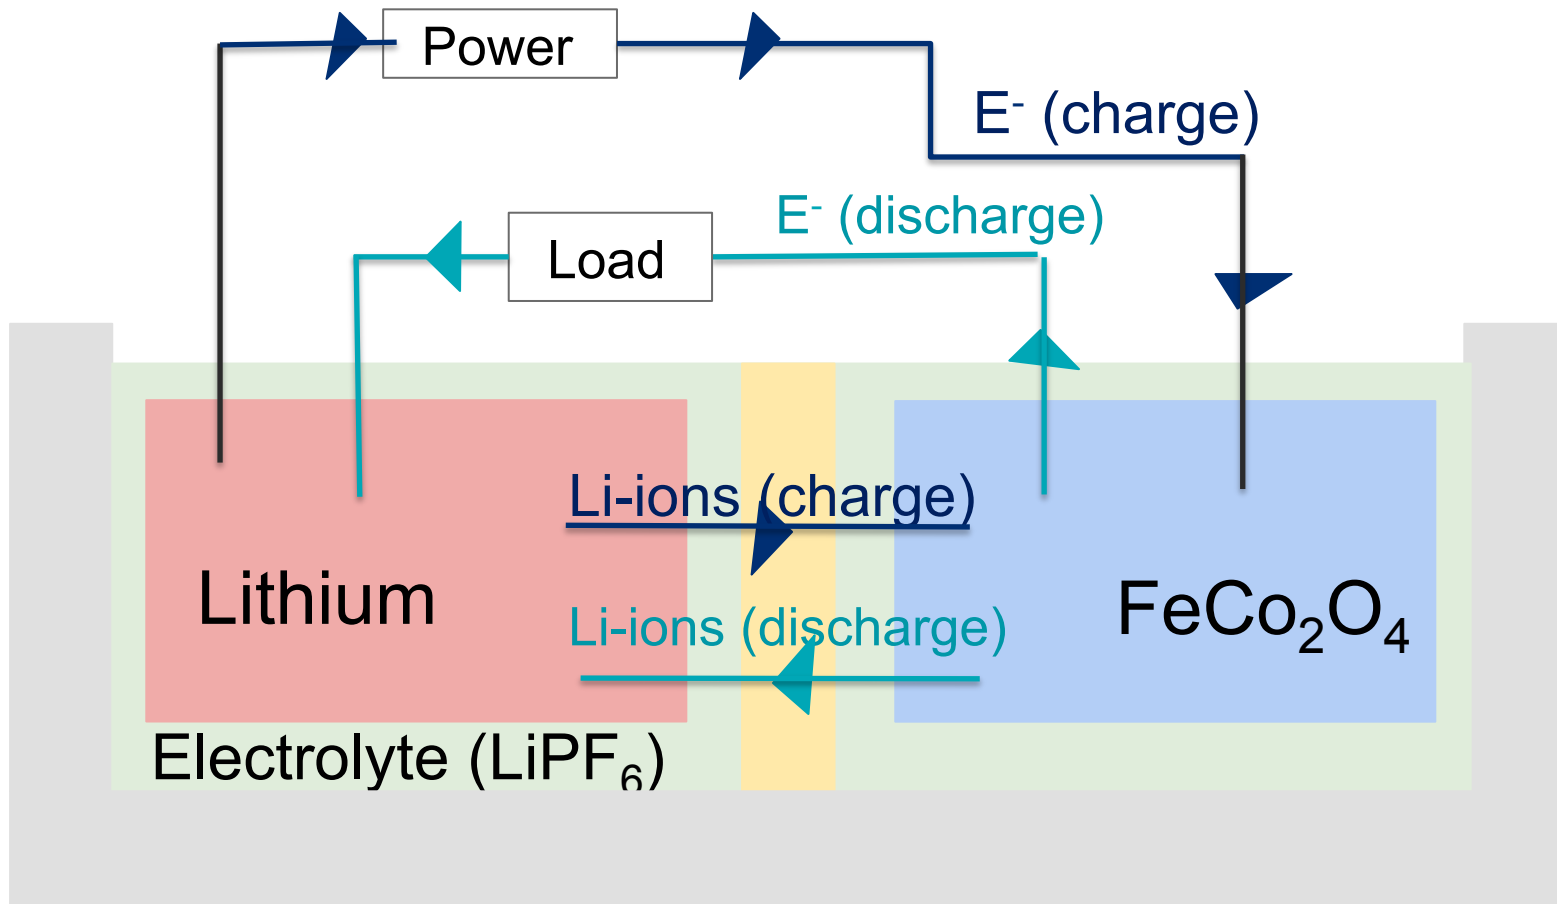 Power
E⁻ (charge)
E⁻ (discharge)
Load
Li-ions (charge)
Lithium
FeCo₂O₄
Li-ions (discharge)
Electrolyte (LiPF₆)